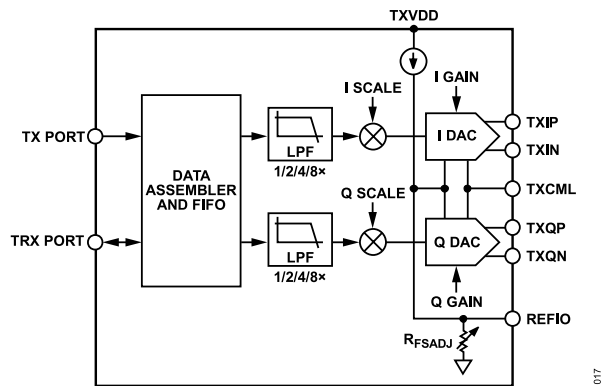 TXVDD
I GAIN
I SCALE
TX PORT
I DAC
TXIP
TXIN
LPF
1/2/4/8×
DATA
ASSEMBLER
AND FIFO
Q SCALE
TXCML
TRX PORT
Q DAC
TXQP
TXQN
LPF
1/2/4/8×
Q GAIN
REFIO
RFSADJ
017